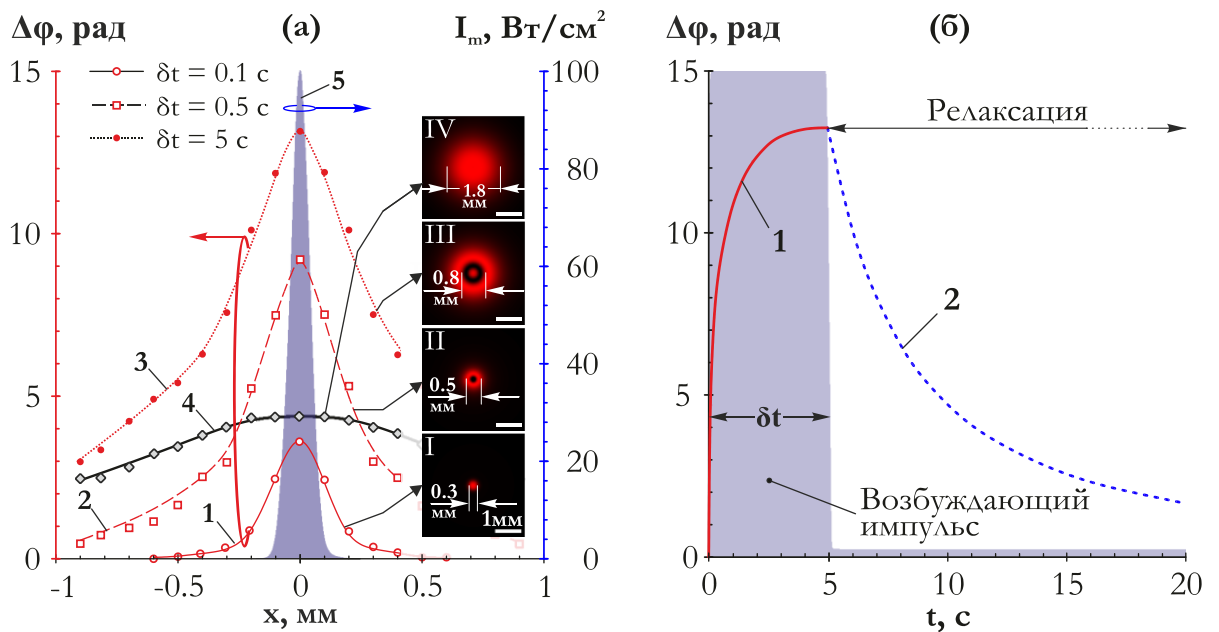 Δφ, рад
(а)
I_m, Вт/см²
δt = 0.1 с
δt = 0.5 с
δt = 5 с
15
10
5
0
100
80
60
40
20
0
-1
-0.5
0
0.5
1
x, мм
1
2
3
4
5
IV
1.8
мм
III
0.8
мм
II
0.5
мм
I
0.3
мм
1мм
Δφ, рад
(б)
15
10
5
0
Релаксация
1
2
δt
Возбуждающий
импульс
0
5
10
15
20
t, с